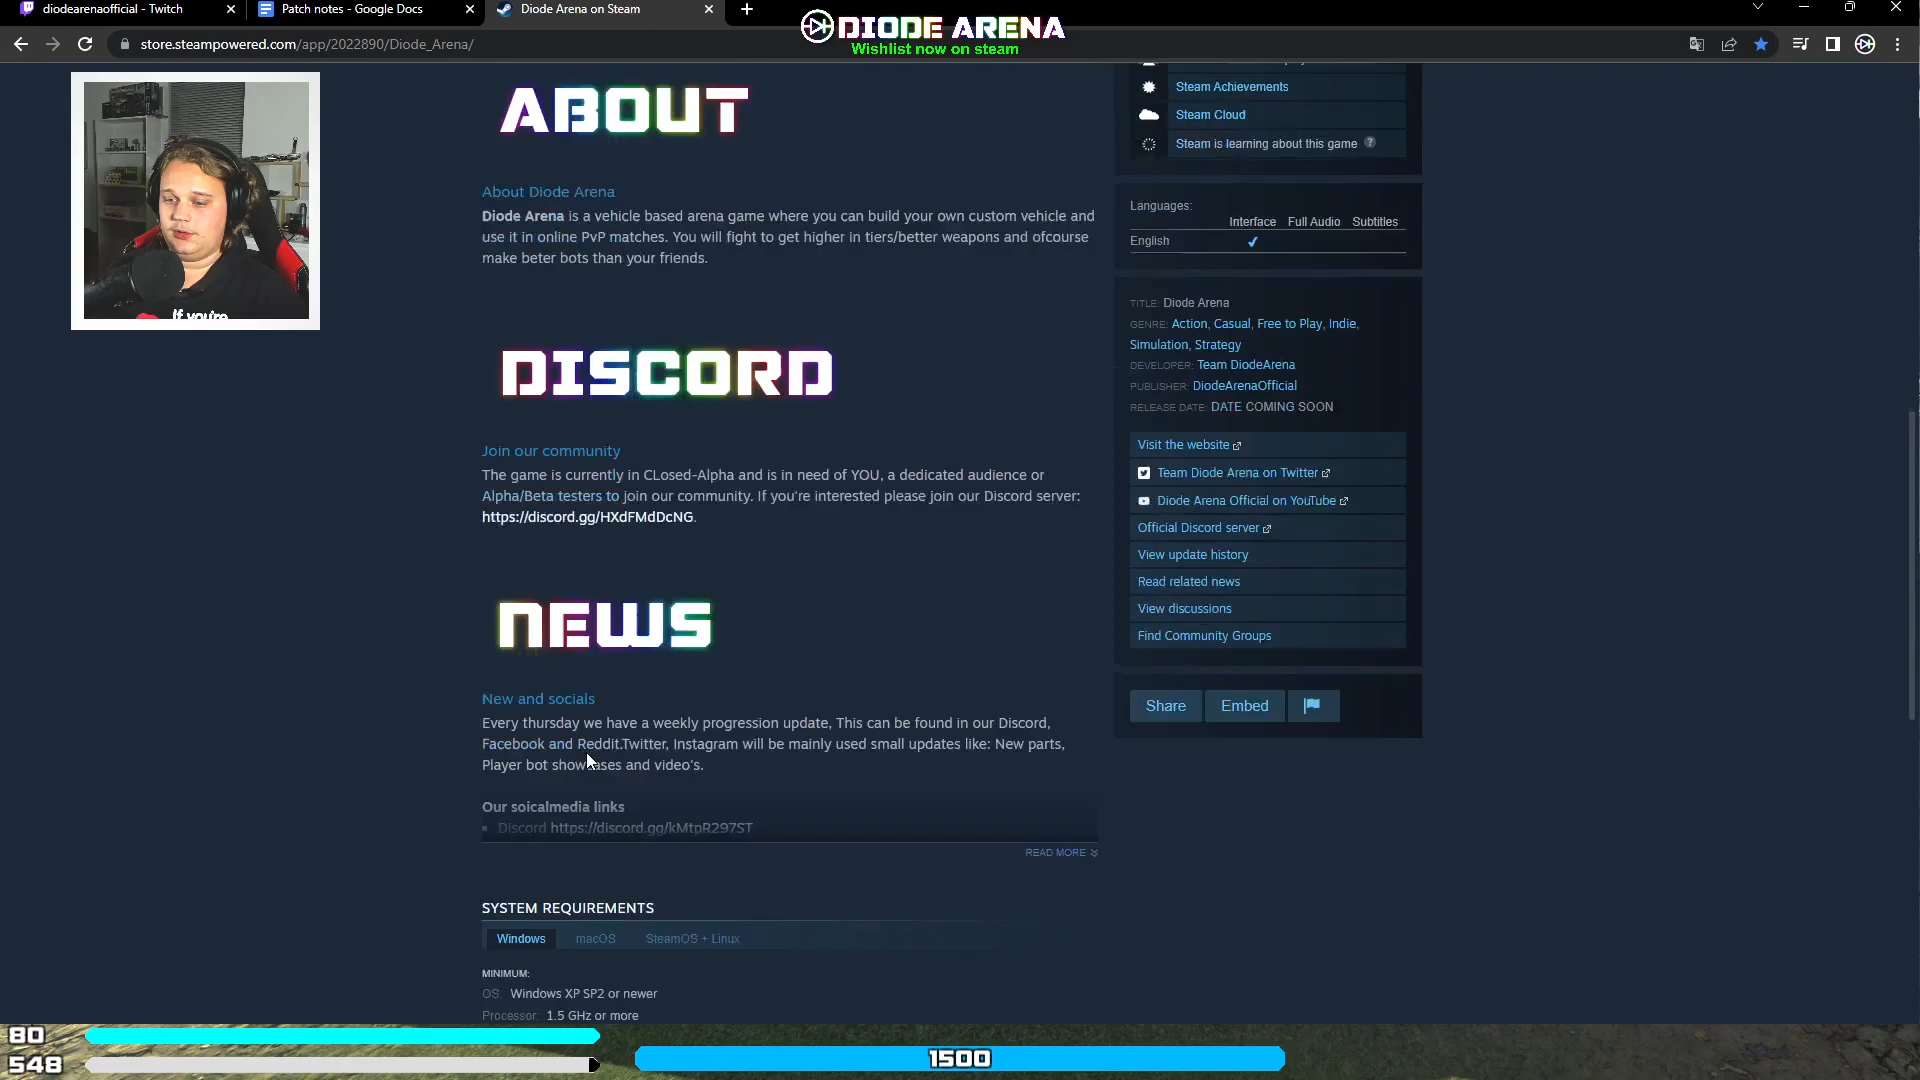 diodearenaofficial - Twitch
Patch notes - Google Docs
Diode Arena on Steam
store.steampowered.com/app/2022890/Diode_Arena/
DIODE ARENA
Wishlist now on steam
If you're
ABOUT
About Diode Arena
Diode Arena is a vehicle based arena game where you can build your own custom vehicle and
use it in online PvP matches. You will fight to get higher in tiers/better weapons and ofcourse
make beter bots than your friends.
DISCORD
Join our community
The game is currently in CLosed-Alpha and is in need of YOU, a dedicated audience or
Alpha/Beta testers to join our community. If you're interested please join our Discord server:
https://discord.gg/HXdFMdDcNG.
NEWS
New and socials
Every thursday we have a weekly progression update, This can be found in our Discord,
Facebook and Reddit.Twitter, Instagram will be mainly used small updates like: New parts,
Player bot showcases and video's.
Our soicalmedia links
Discord https://discord.gg/kMtpR297ST
READ MORE
SYSTEM REQUIREMENTS
Windows
macOS
SteamOS + Linux
MINIMUM:
OS: Windows XP SP2 or newer
Processor: 1.5 GHz or more
Steam Achievements
Steam Cloud
Steam is learning about this game ?
Languages:
Interface Full Audio Subtitles
English ✔
TITLE: Diode Arena
GENRE: Action, Casual, Free to Play, Indie,
Simulation, Strategy
DEVELOPER: Team DiodeArena
PUBLISHER: DiodeArenaOfficial
RELEASE DATE: DATE COMING SOON
Visit the website
Team Diode Arena on Twitter
Diode Arena Official on YouTube
Official Discord server
View update history
Read related news
View discussions
Find Community Groups
Share
Embed
80
548
1500